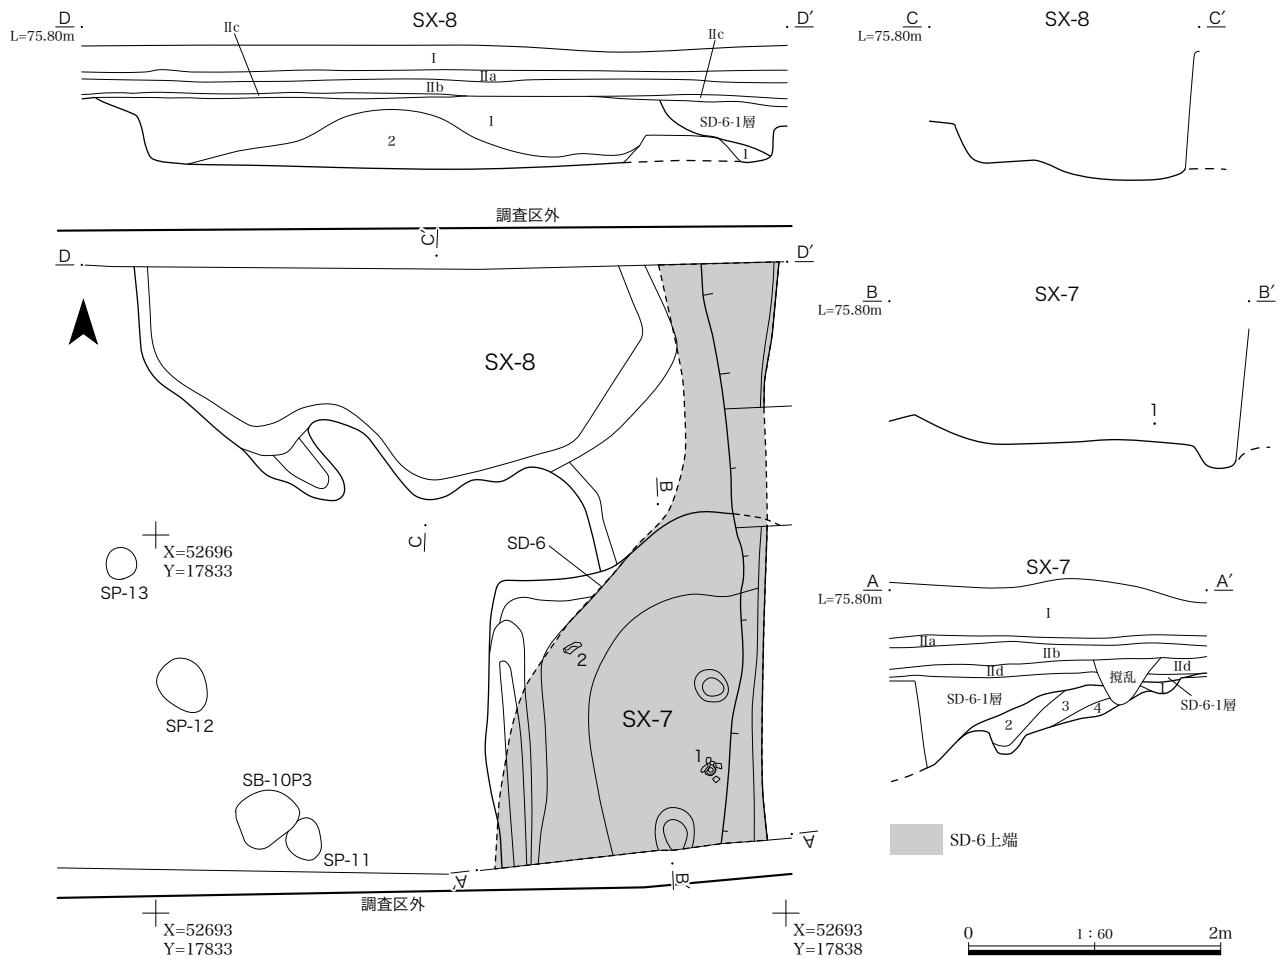 D
SX-8
D′
L=75.80m
IIc
IIc
I
IIa
IIb
1
2
SD-6-1層
1
C
SX-8
C′
L=75.80m
調査区外
C′
D
D′
SX-8
B
C
SD-6
X=52696
Y=17833
SP-13
2
SP-12
SX-7
1
SB-10P3
SP-11
A
A′
B′
調査区外
X=52693
Y=17833
X=52693
Y=17838
B
SX-7
B′
L=75.80m
1
SX-7
A
A′
L=75.80m
I
IIa
IIb
IId
IId
撹乱
SD-6-1層
1
SD-6-1層
2
3
4
SD-6上端
0
1：60
2m